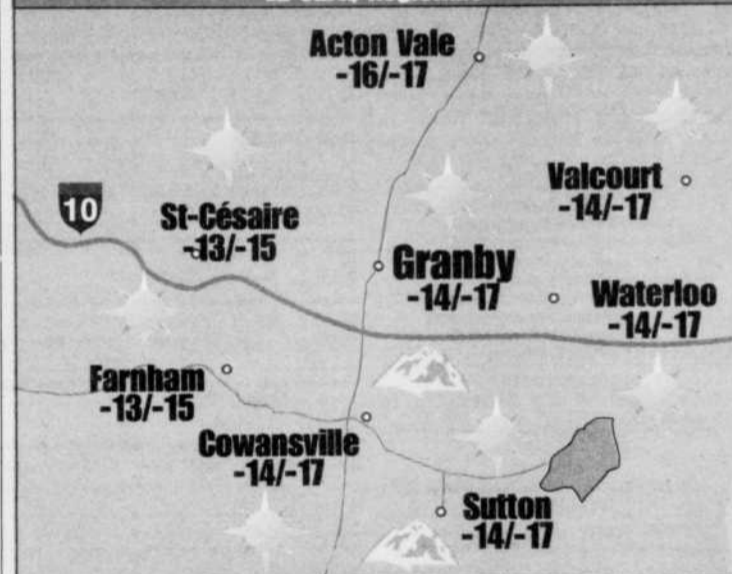 Acton Vale
-16/-17
Valcourt
-14/-17
10
St-Césaire
-13/-15
Granby
-14/-17
Waterloo
-14/-17
Farnham
-13/-15
Cowansville
-14/-17
Sutton
-14/-17